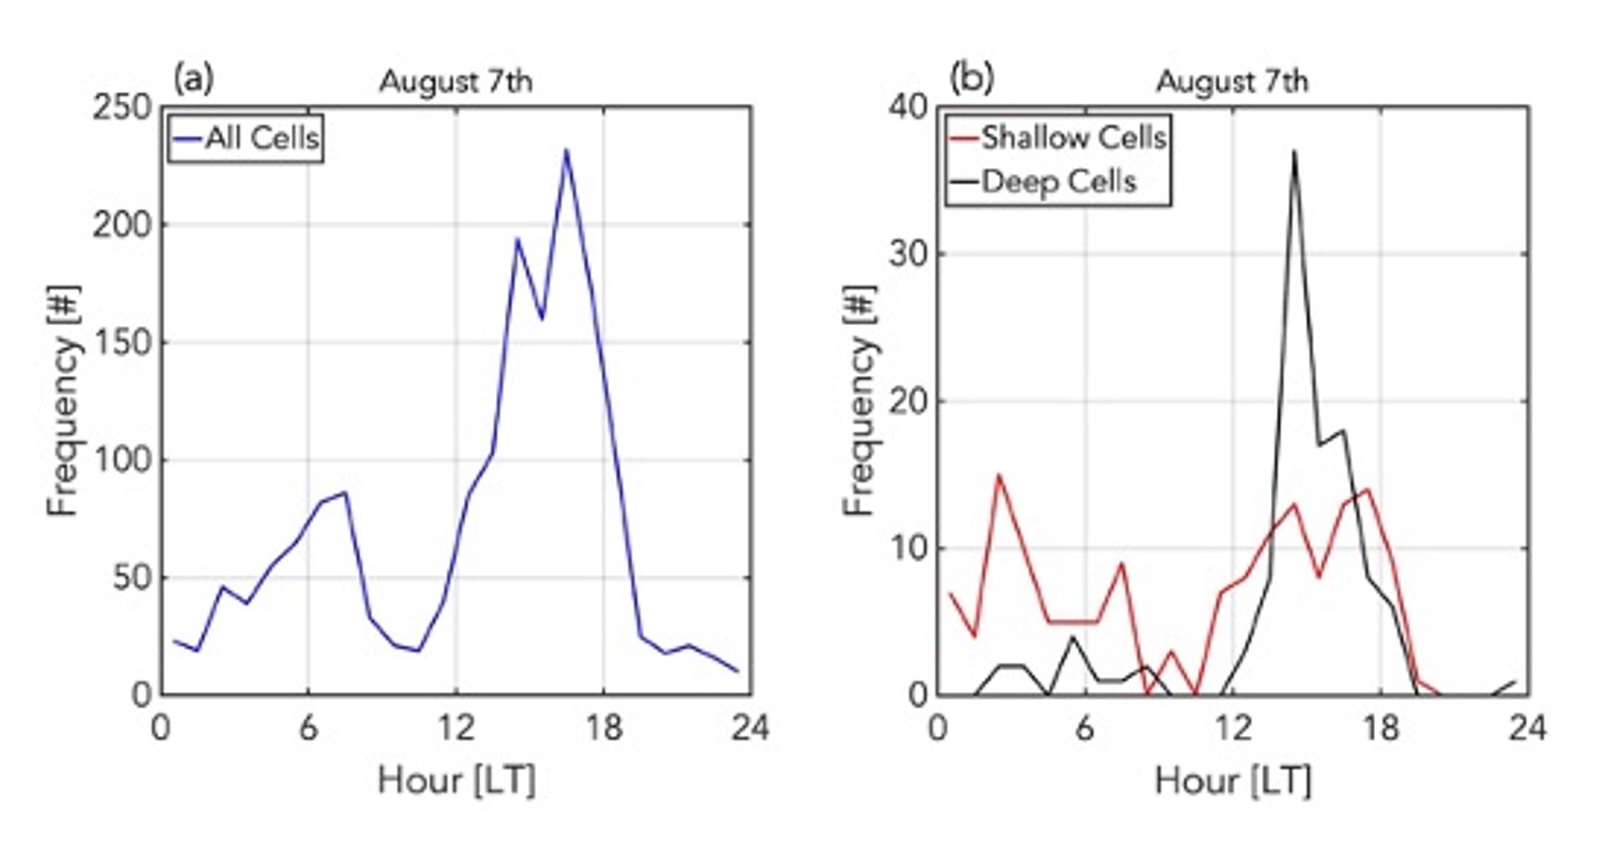 (a)
August 7th
250
200
150
100
50
0
All Cells
Frequency [#]
0 6 12 18 24
Hour [LT]
(b)
August 7th
40
30
20
10
0
Shallow Cells
Deep Cells
Frequency [#]
0 6 12 18 24
Hour [LT]